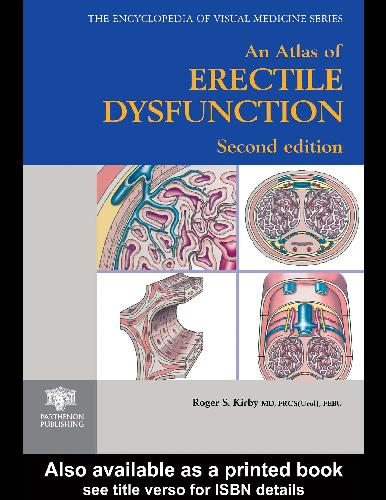 THE ENCYCLOPEDIA OF VISUAL MEDICINE SERIES
An Atlas of
ERECTILE
DYSFUNCTION
Second edition
Roger S. Kirby MD, FRCS(Urol), FEBU
PARTHENON
PUBLISHING
Also available as a printed book
see title verso for ISBN details